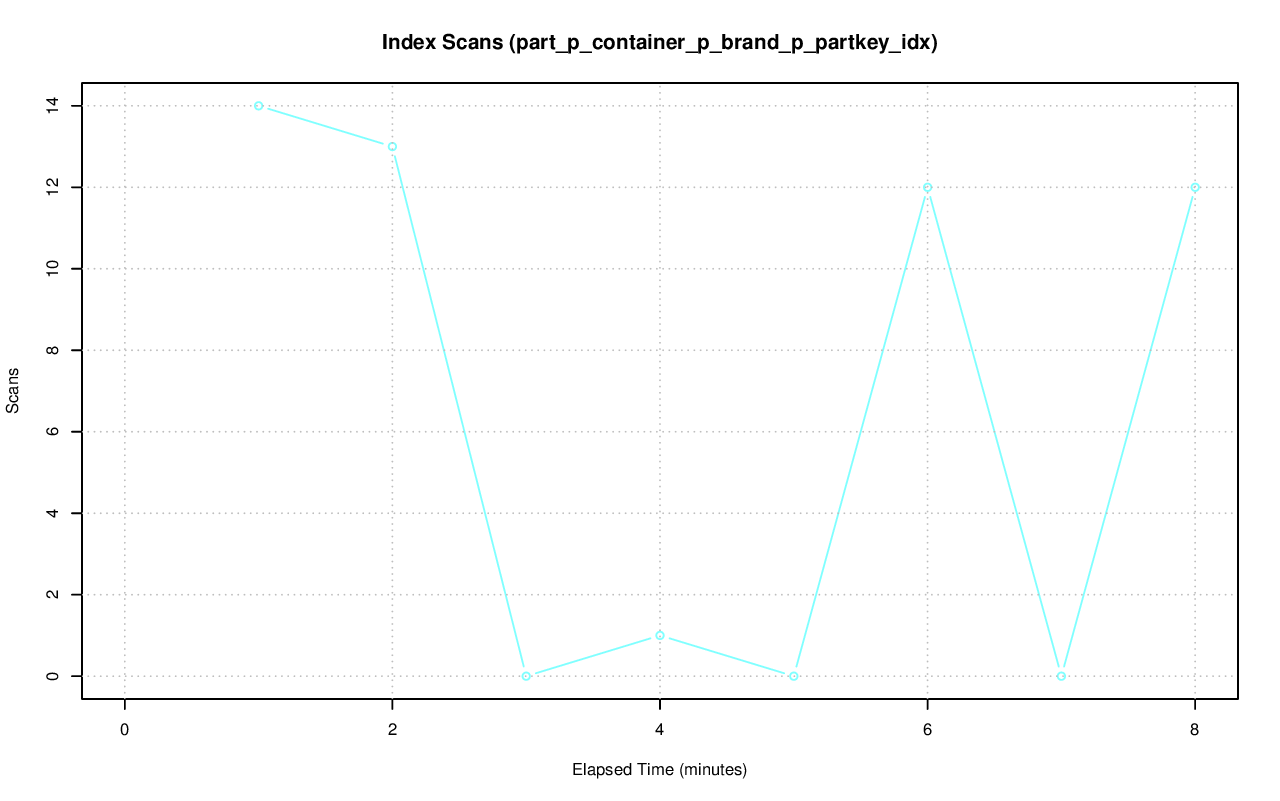 Index Scans (part_p_container_p_brand_p_partkey_idx)
14
12
10
8
6
4
2
0
Scans
0 2 4 6 8
Elapsed Time (minutes)